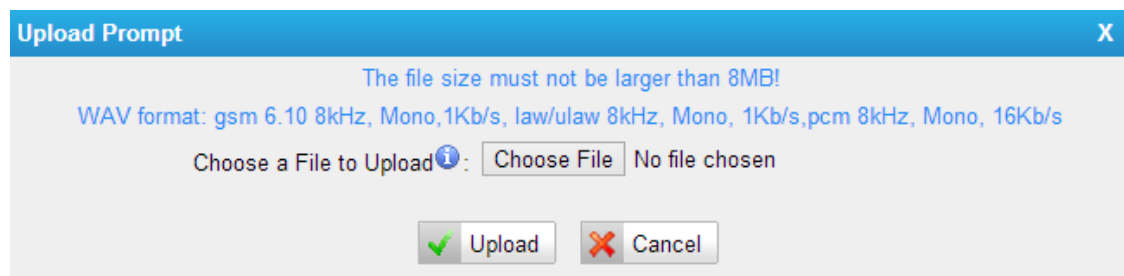 Upload Prompt X
The file size must not be larger than 8MB!
WAV format: gsm 6.10 8kHz, Mono,1Kb/s, law/ulaw 8kHz, Mono, 1Kb/s,pcm 8kHz, Mono, 16Kb/s
Choose a File to Upload i : Choose File No file chosen
Upload Cancel